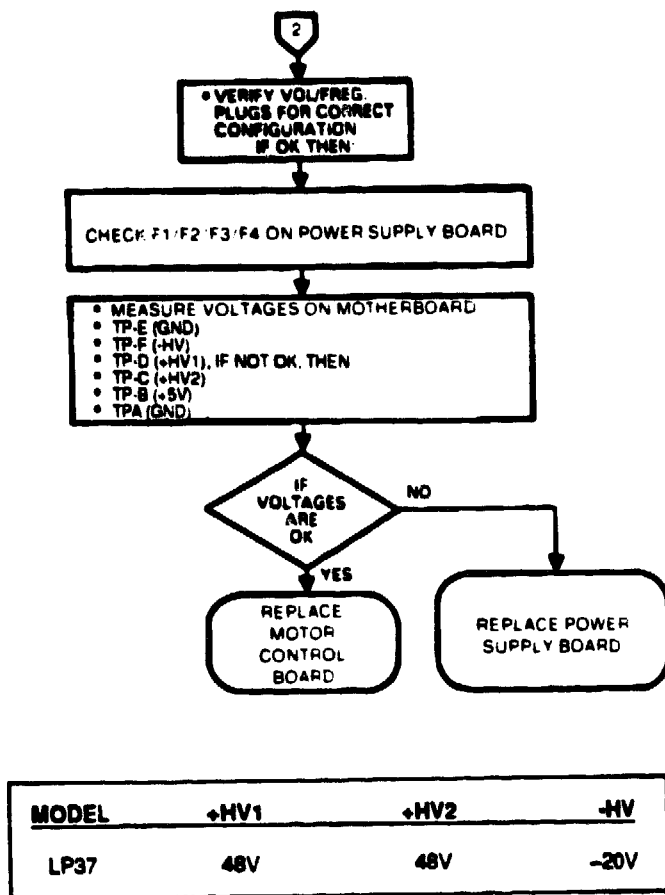 2
• VERIFY VOL/FREG.
PLUGS FOR CORRECT
CONFIGURATION
IF OK THEN
CHECK F1/F2/F3/F4 ON POWER SUPPLY BOARD
• MEASURE VOLTAGES ON MOTHERBOARD
• TP-E (GND)
• TP-F (-HV)
• TP-D (+HV1), IF NOT OK, THEN
• TP-C (+HV2)
• TP-B (+5V)
• TPA (GND)
IF
VOLTAGES
ARE
OK
NO
YES
REPLACE
MOTOR
CONTROL
BOARD
REPLACE POWER
SUPPLY BOARD
MODEL +HV1 +HV2 -HV
LP37 48V 48V -20V